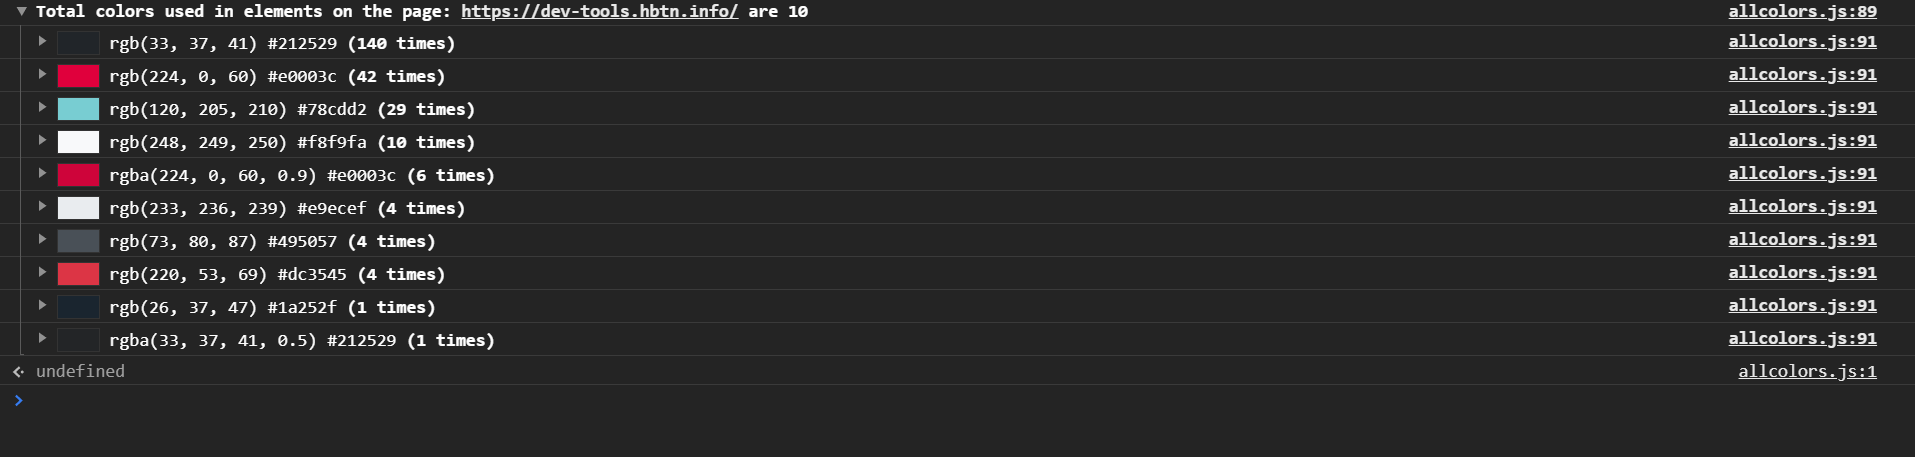 Total colors used in elements on the page: https://dev-tools.hbtn.info/ are 10 allcolors.js:89
rgb(33, 37, 41) #212529 (140 times) allcolors.js:91
rgb(224, 0, 60) #e0003c (42 times) allcolors.js:91
rgb(120, 205, 210) #78cdd2 (29 times) allcolors.js:91
rgb(248, 249, 250) #f8f9fa (10 times) allcolors.js:91
rgba(224, 0, 60, 0.9) #e0003c (6 times) allcolors.js:91
rgb(233, 236, 239) #e9ecef (4 times) allcolors.js:91
rgb(73, 80, 87) #495057 (4 times) allcolors.js:91
rgb(220, 53, 69) #dc3545 (4 times) allcolors.js:91
rgb(26, 37, 47) #1a252f (1 times) allcolors.js:91
rgba(33, 37, 41, 0.5) #212529 (1 times) allcolors.js:91
undefined allcolors.js:1